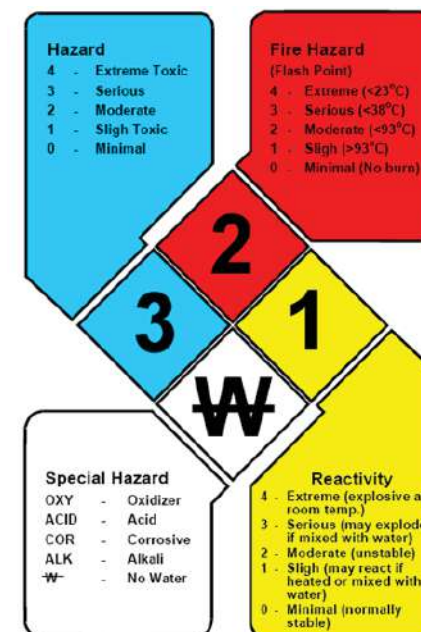 Hazard
4 - Extreme Toxic
3 - Serious
2 - Moderate
1 - Sligh Toxic
0 - Minimal
Fire Hazard
(Flash Point)
4 - Extreme (<23°C)
3 - Serious (<38°C)
2 - Moderate (<93°C)
1 - Sligh (>93°C)
0 - Minimal (No burn)
2
3
1
W
Special Hazard
OXY - Oxidizer
ACID - Acid
COR - Corrosive
ALK - Alkali
W - No Water
Reactivity
4 - Extreme (explosive a
room temp.)
3 - Serious (may explode
if mixed with water)
2 - Moderate (unstable)
1 - Sligh (may react if
heated or mixed with
water)
0 - Minimal (normally
stable)